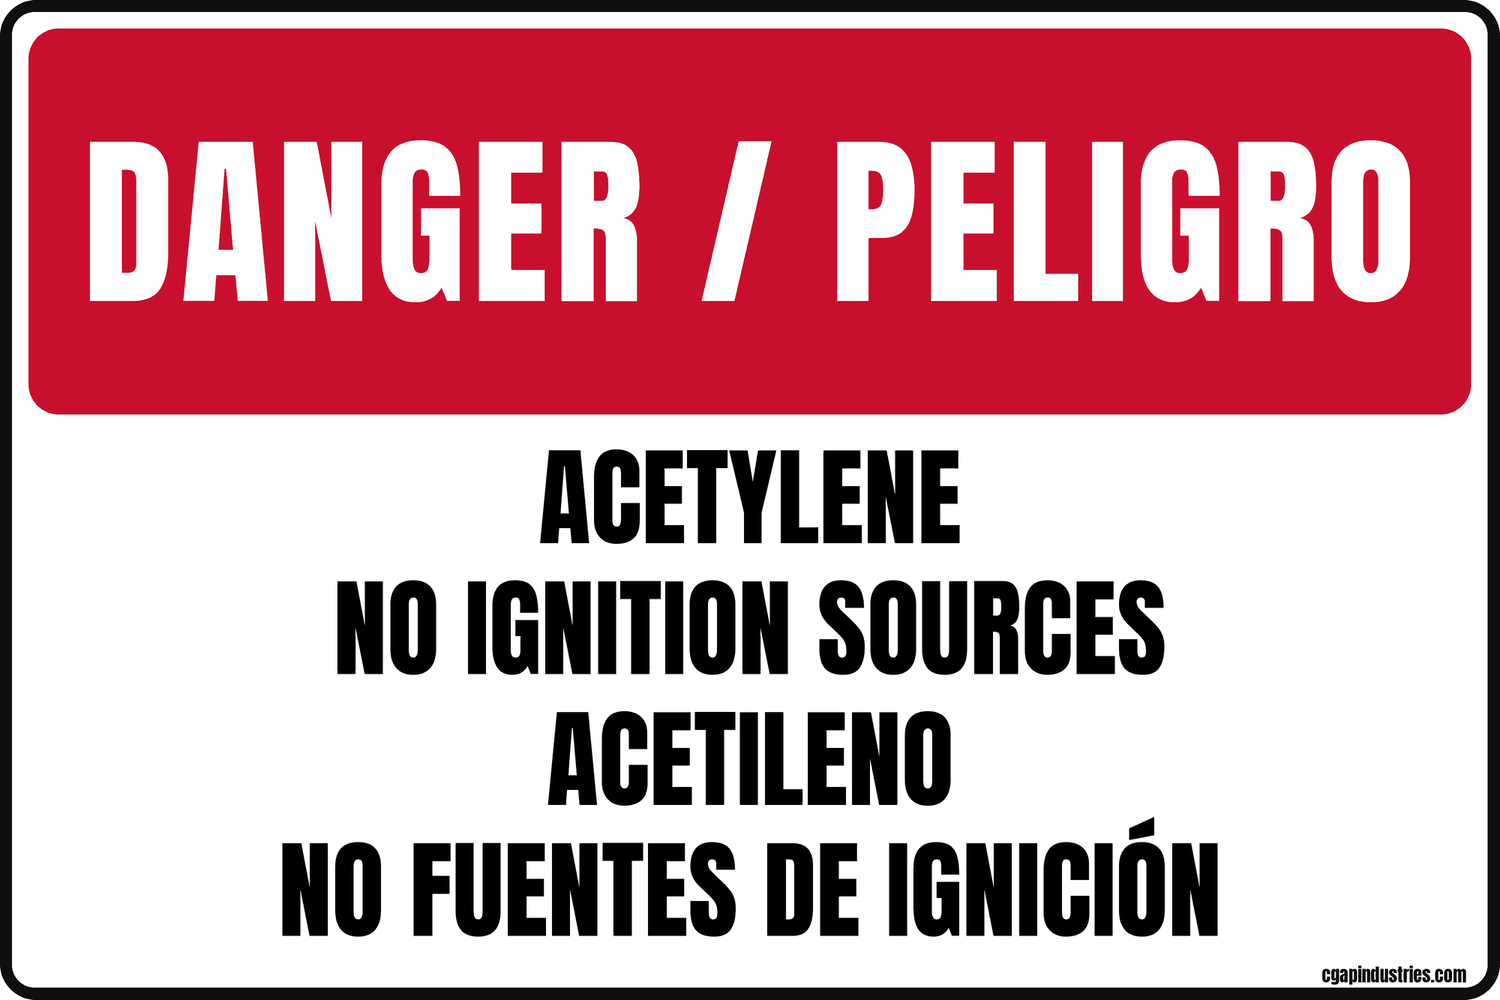 DANGER / PELIGRO
ACETYLENE
NO IGNITION SOURCES
ACETILENO
NO FUENTES DE IGNICIÓN
cgapindustries.com